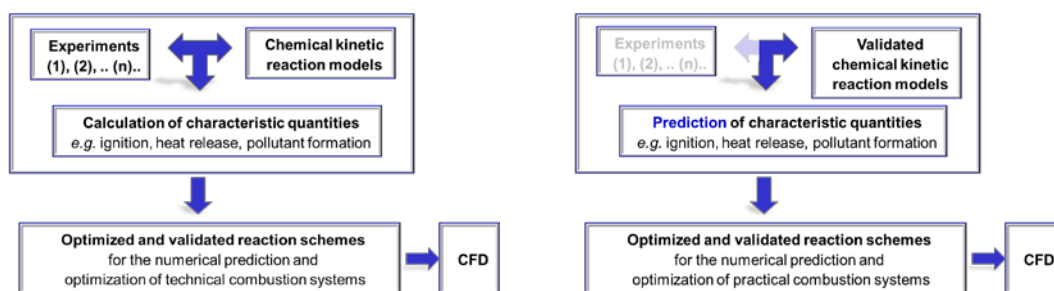 Experiments
(1), (2), .. (n)..
Chemical kinetic
reaction models
Calculation of characteristic quantities
e.g. ignition, heat release, pollutant formation
Optimized and validated reaction schemes
for the numerical prediction and
optimization of technical combustion systems
CFD
Experiments
(1), (2), .. (n)..
Validated
chemical kinetic
reaction models
Prediction of characteristic quantities
e.g. ignition, heat release, pollutant formation
Optimized and validated reaction schemes
for the numerical prediction and
optimization of practical combustion systems
CFD